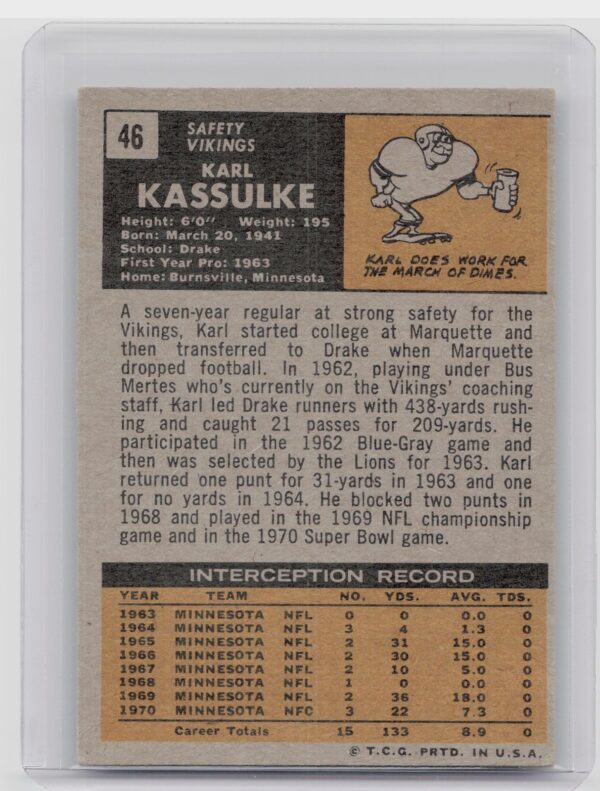 46
SAFETY
VIKINGS
KARL
KASSULKE
Height: 6'0" Weight: 195
Born: March 20, 1941
School: Drake
First Year Pro: 1963
Home: Burnsville, Minnesota
KARL DOES WORK FOR
THE MARCH OF DIMES.
A seven-year regular at strong safety for the
Vikings, Karl started college at Marquette and
then transferred to Drake when Marquette
dropped football. In 1962, playing under Bus
Mertes who's currently on the Vikings' coaching
staff, Karl led Drake runners with 438-yards rush-
ing and caught 21 passes for 209-yards. He
participated in the 1962 Blue-Gray game and
then was selected by the Lions for 1963. Karl
returned one punt for 31-yards in 1963 and one
for no yards in 1964. He blocked two punts in
1968 and played in the 1969 NFL championship
game and in the 1970 Super Bowl game.
INTERCEPTION RECORD
YEAR TEAM NO. YDS. AVG. TDS.
1963 MINNESOTA NFL 0 0 0.0 0
1964 MINNESOTA NFL 3 4 1.3 0
1965 MINNESOTA NFL 2 31 15.0 0
1966 MINNESOTA NFL 2 30 15.0 0
1967 MINNESOTA NFL 2 10 5.0 0
1968 MINNESOTA NFL 1 0 0.0 0
1969 MINNESOTA NFL 2 36 18.0 0
1970 MINNESOTA NFC 3 22 7.3 0
Career Totals 15 133 8.9 0
© T.C.G. PRTD. IN U.S.A.